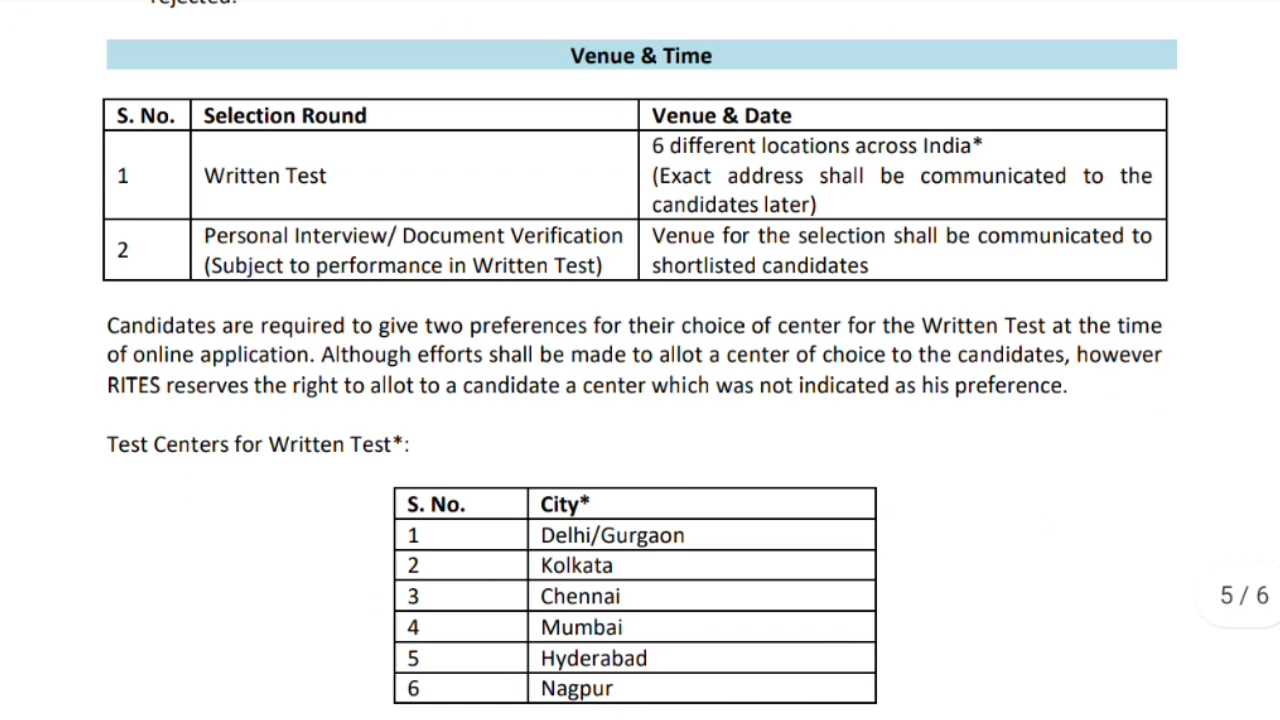 rejected.
Venue & Time
S. No. Selection Round Venue & Date
1 Written Test 6 different locations across India*
(Exact address shall be communicated to the
candidates later)
2 Personal Interview/ Document Verification
(Subject to performance in Written Test)
Venue for the selection shall be communicated to
shortlisted candidates
Candidates are required to give two preferences for their choice of center for the Written Test at the time
of online application. Although efforts shall be made to allot a center of choice to the candidates, however
RITES reserves the right to allot to a candidate a center which was not indicated as his preference.
Test Centers for Written Test*:
S. No. City*
1 Delhi/Gurgaon
2 Kolkata
3 Chennai
4 Mumbai
5 Hyderabad
6 Nagpur
5 / 6